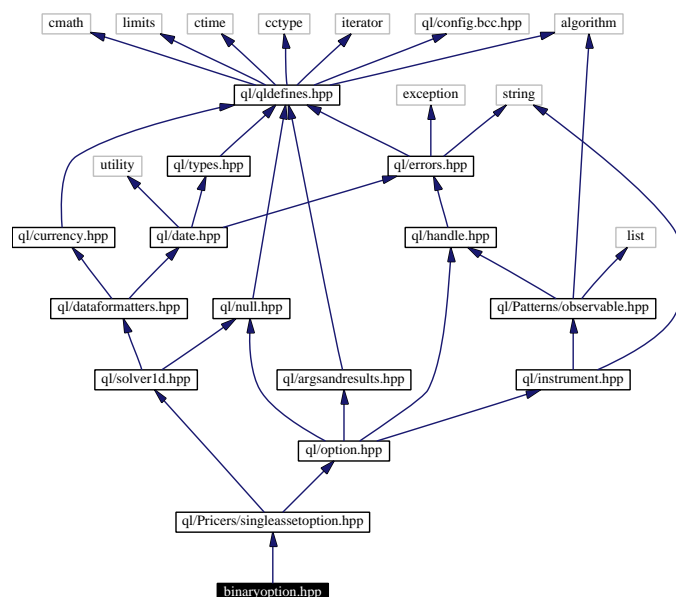 cmath
limits
ctime
cctype
iterator
ql/config.bcc.hpp
algorithm
ql/qldefines.hpp
exception
string
utility
ql/types.hpp
ql/errors.hpp
ql/currency.hpp
ql/date.hpp
ql/handle.hpp
list
ql/dataformatters.hpp
ql/null.hpp
ql/Patterns/observable.hpp
ql/solver1d.hpp
ql/argsandresults.hpp
ql/instrument.hpp
ql/option.hpp
ql/Pricers/singleassetoption.hpp
binaryoption.hpp